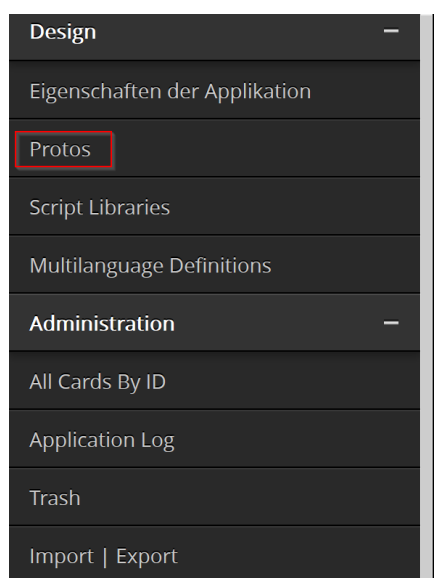 Design
Eigenschaften der Applikation
Protos
Script Libraries
Multilanguage Definitions
Administration
All Cards By ID
Application Log
Trash
Import | Export